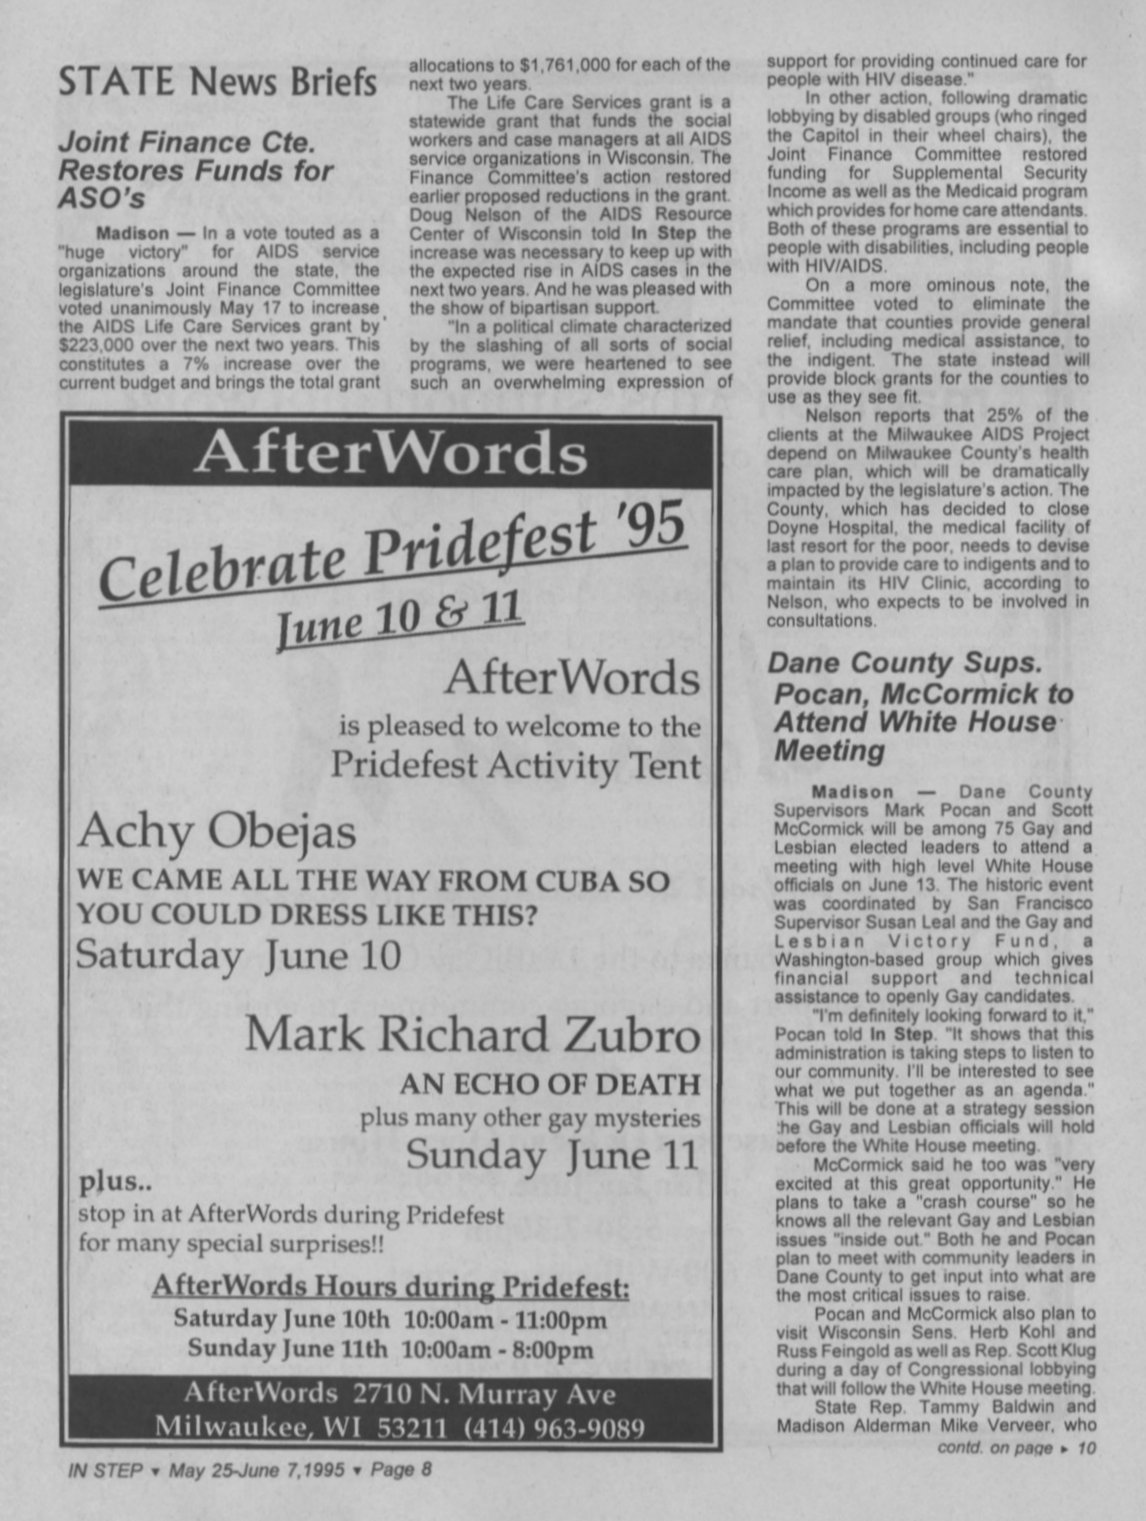 STATE News Briefs
Joint Finance Cte.
Restores Funds for
ASO's
Madison — In a vote touted as a
"huge victory" for AIDS service
organizations around the state, the
legislature's Joint Finance Committee
voted unanimously May 17 to increase
the AIDS Life Care Services grant by
$223,000 over the next two years. This
constitutes a 7% increase over the
current budget and brings the total grant
allocations to $1,761,000 for each of the
next two years.
The Life Care Services grant is a
statewide grant that funds the social
workers and case managers at all AIDS
service organizations in Wisconsin. The
Finance Committee's action restored
earlier proposed reductions in the grant.
Doug Nelson of the AIDS Resource
Center of Wisconsin told In Step the
increase was necessary to keep up with
the expected rise in AIDS cases in the
next two years. And he was pleased with
the show of bipartisan support.
"In a political climate characterized
by the slashing of all sorts of social
programs, we were heartened to see
such an overwhelming expression of
support for providing continued care for
people with HIV disease."
In other action, following dramatic
lobbying by disabled groups (who ringed
the Capitol in their wheel chairs), the
Joint Finance Committee restored
funding for Supplemental Security
Income as well as the Medicaid program
which provides for home care attendants.
Both of these programs are essential to
people with disabilities, including people
with HIV/AIDS.
On a more ominous note, the
Committee voted to eliminate the
mandate that counties provide general
relief, including medical assistance, to
the indigent. The state instead will
provide block grants for the counties to
use as they see fit.
Nelson reports that 25% of the
clients at the Milwaukee AIDS Project
depend on Milwaukee County's health
care plan, which will be dramatically
impacted by the legislature's action. The
County, which has decided to close
Doyne Hospital, the medical facility of
last resort for the poor, needs to devise
a plan to provide care to indigents and to
maintain its HIV Clinic, according to
Nelson, who expects to be involved in
consultations.
Dane County Sups.
Pocan, McCormick to
Attend White House
Meeting
Madison — Dane County
Supervisors Mark Pocan and Scott
McCormick will be among 75 Gay and
Lesbian elected leaders to attend a
meeting with high level White House
officials on June 13. The historic event
was coordinated by San Francisco
Supervisor Susan Leal and the Gay and
Lesbian Victory Fund, a
Washington-based group which gives
financial support and technical
assistance to openly Gay candidates.
"I'm definitely looking forward to it,"
Pocan told In Step. "It shows that this
administration is taking steps to listen to
our community. I'll be interested to see
what we put together as an agenda."
This will be done at a strategy session
the Gay and Lesbian officials will hold
before the White House meeting.
McCormick said he too was "very
excited at this great opportunity." He
plans to take a "crash course" so he
knows all the relevant Gay and Lesbian
issues "inside out." Both he and Pocan
plan to meet with community leaders in
Dane County to get input into what are
the most critical issues to raise.
Pocan and McCormick also plan to
visit Wisconsin Sens. Herb Kohl and
Russ Feingold as well as Rep. Scott Klug
during a day of Congressional lobbying
that will follow the White House meeting.
State Rep. Tammy Baldwin and
Madison Alderman Mike Verveer, who
contd. on page ▸ 10
AfterWords
Celebrate Pridefest '95
June 10 & 11
AfterWords
is pleased to welcome to the
Pridefest Activity Tent
Achy Obejas
WE CAME ALL THE WAY FROM CUBA SO
YOU COULD DRESS LIKE THIS?
Saturday June 10
Mark Richard Zubro
AN ECHO OF DEATH
plus many other gay mysteries
Sunday June 11
plus..
stop in at AfterWords during Pridefest
for many special surprises!!
AfterWords Hours during Pridefest:
Saturday June 10th 10:00am - 11:00pm
Sunday June 11th 10:00am - 8:00pm
AfterWords 2710 N. Murray Ave
Milwaukee, WI 53211 (414) 963-9089
IN STEP ▾ May 25-June 7,1995 ▾ Page 8